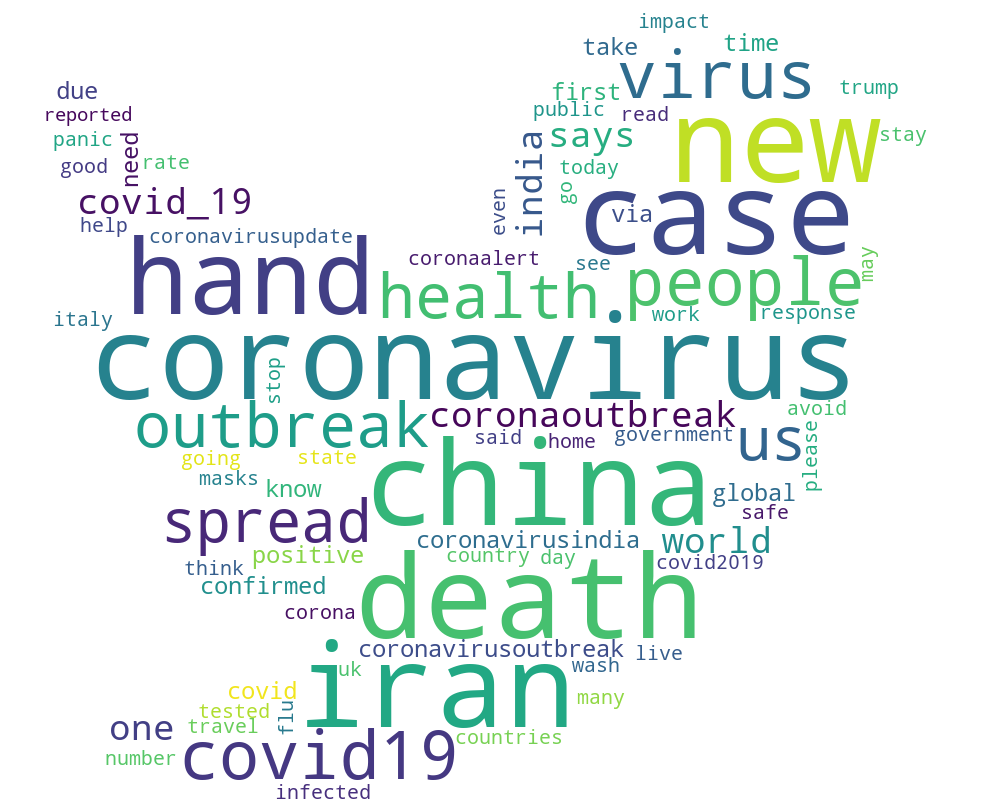 impact
take
time
virus
due
first
trump
reported
public
read
new
panic
need
says
stay
good
rate
india
today
covid_19
even
go
case
via
help
coronavirusupdate
hand
coronaalert
see
people
may
health
italy
work
response
coronavirus
stop
outbreak
coronaoutbreak
avoid
said
home
government
us
please
going
state
china
masks
know
global
spread
safe
coronavirusindia
world
positive
country
day
think
covid2019
confirmed
death
corona
coronavirusoutbreak
live
iran
uk
wash
covid
many
tested
flu
one
travel
countries
number
covid19
infected